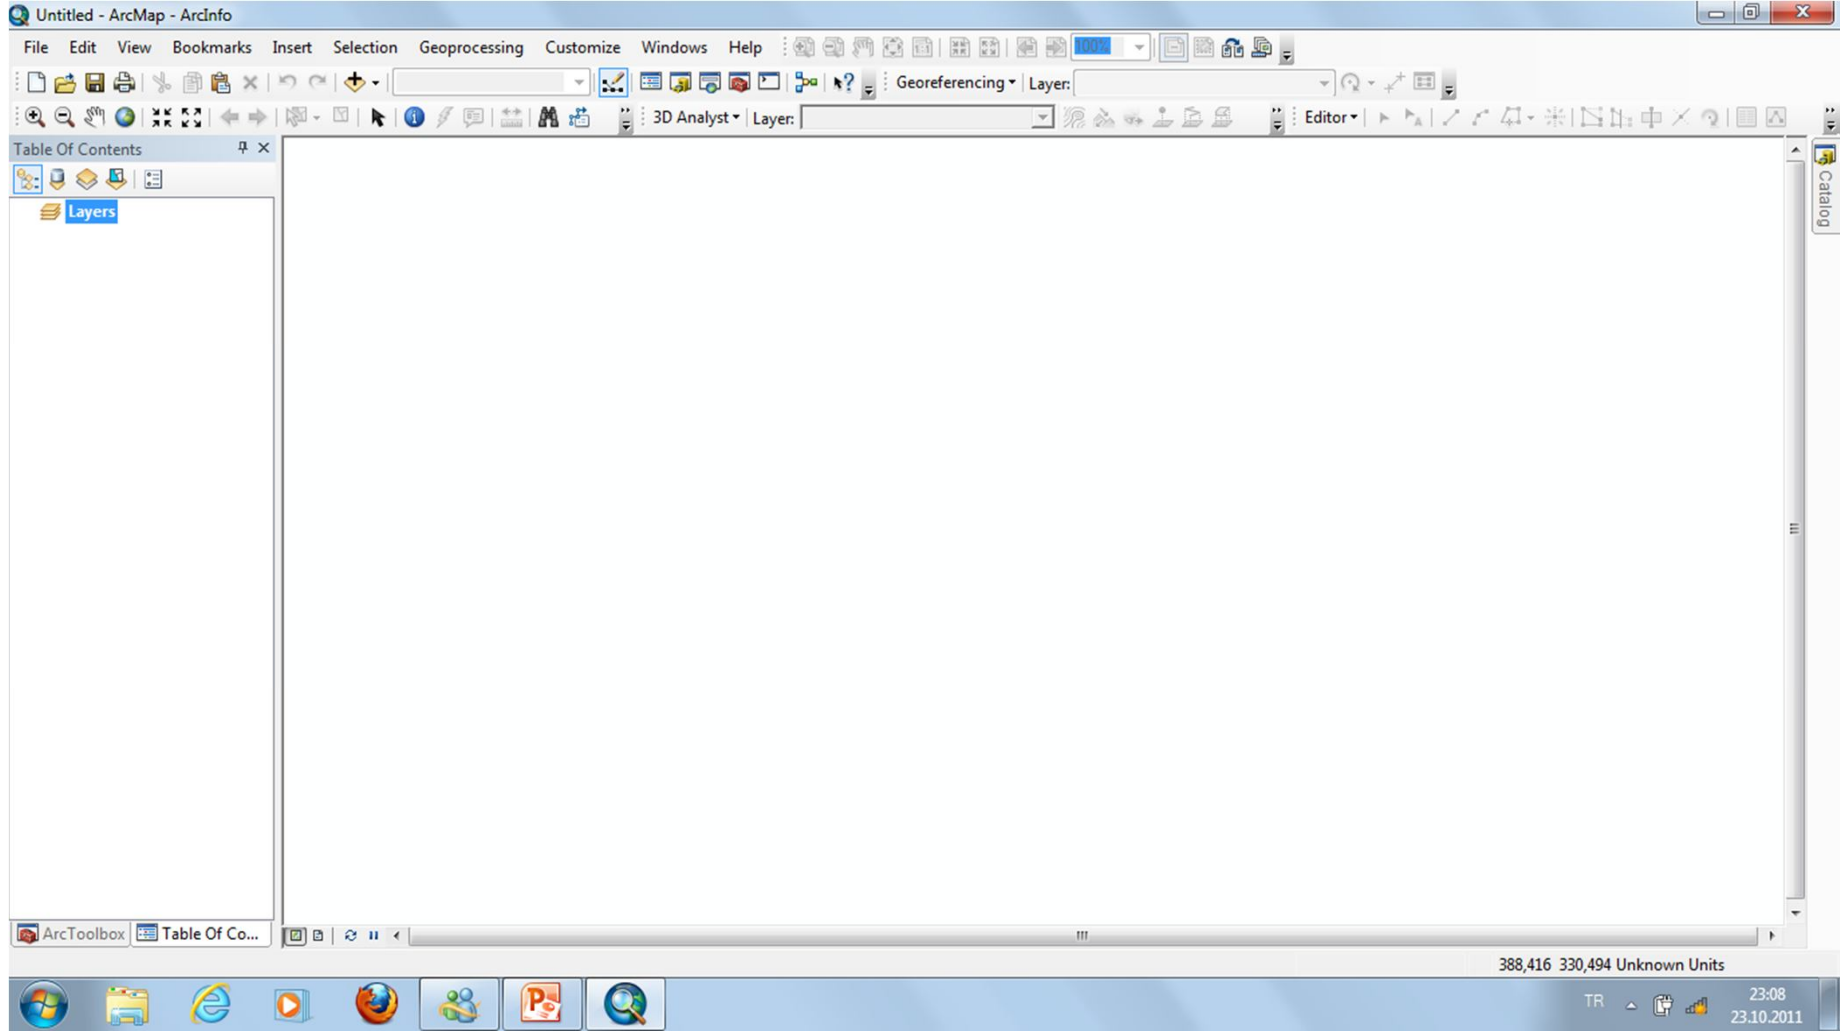 Untitled - ArcMap - ArcInfo
File Edit View Bookmarks Insert Selection Geoprocessing Customize Windows Help 100%
Georeferencing Layer:
3D Analyst Layer: Editor
Table Of Contents
Catalog
Layers
ArcToolbox Table Of Co...
388,416 330,494 Unknown Units
TR 23:08
23.10.2011